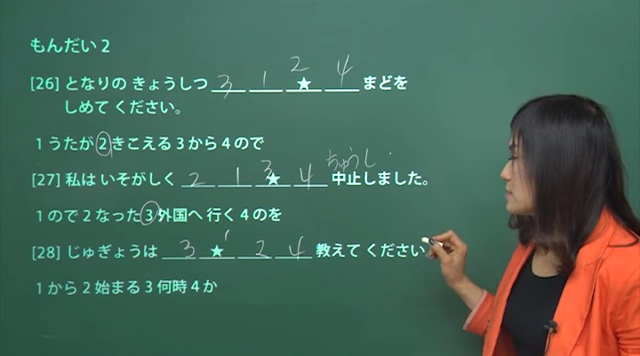 もんだい 2
2
[26] となりの きょうしつ 3 1 ★ 4 まどを
しめて ください。
1 うたが 2 きこえる 3 から 4 ので
3 ちゅうし
[27] 私は いそがしく 2 1 ★ 4 中止しました。
1 ので 2 なった 3 外国へ 行く 4 のを
1
[28] じゅぎょうは 3 ★ 2 4 教えて ください
1 から 2 始まる 3 何時 4 か